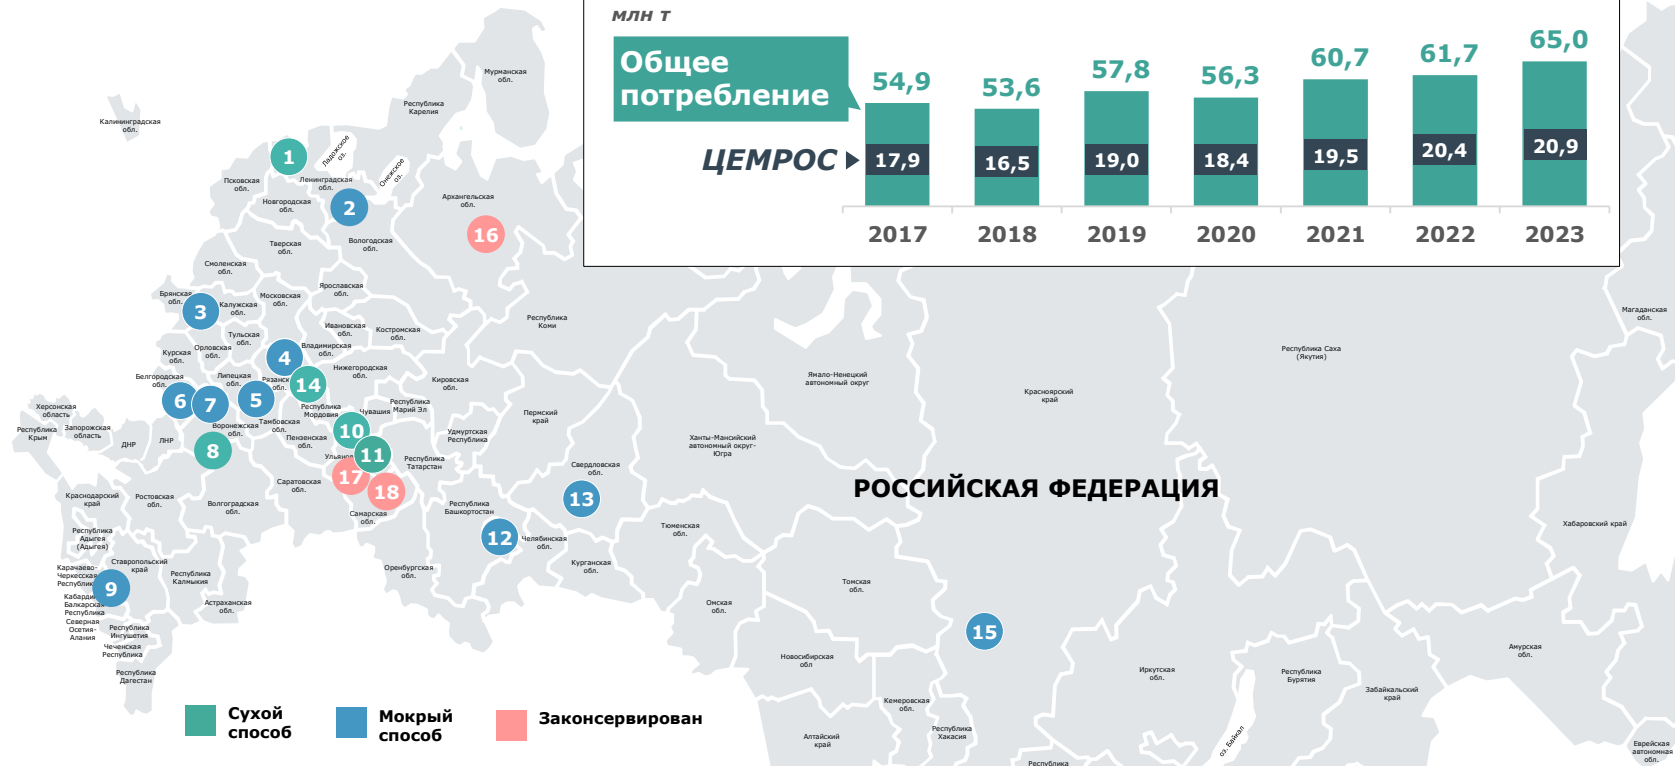 млн т
Общее
потребление
ЦЕМРОС
54,9
53,6
57,8
56,3
60,7
61,7
65,0
17,9
16,5
19,0
18,4
19,5
20,4
20,9
2017
2018
2019
2020
2021
2022
2023
Мурманская
обл.
Республика
Карелия
Калининградская
обл.
1
Ладожское
оз.
Онежское
оз.
Псковская
обл.
Ленинградская
обл.
Новгородская
обл.
2
Архангельская
обл.
16
Тверская
обл.
Вологодская
обл.
Смоленская
обл.
Ярославская
обл.
Брянская
обл.
3
Калужская
обл.
Московская
обл.
Ивановская
обл.
Костромская
обл.
Республика
Коми
Магаданская
обл.
Тульская
обл.
Орловская
обл.
Курская
обл.
4
Владимирская
обл.
Республика Саха
(Якутия)
Нижегородская
обл.
Кировская
обл.
Ямало-Ненецкий
автономный округ
Красноярский
край
Белгородская
обл.
Липецкая
обл.
обл.
14
6
7
5
Херсонская
область
Запорожская
область
Республика
Крым
ДНР
ЛНР
Воронежская
обл.
Тамбовская
обл.
Республика
Мордовия
Чувашия
Республика
Марий Эл
Пермский
край
8
Пензенская
обл.
10
11
Удмуртская
Республика
Республика
Татарстан
Ханты-Мансийский
автономный округ-
Югра
17
18
Саратовская
обл.
Самарская
обл.
Свердловская
обл.
13
РОССИЙСКАЯ ФЕДЕРАЦИЯ
Краснодарский
край
Ростовская
обл.
Волгоградская
обл.
Республика
Башкортостан
12
Челябинская
обл.
Тюменская
обл.
Хабаровский край
Республика
Адыгея
(Адыгея)
Ставропольский
край
Карачаево-
Черкесская
9
Республика
Калмыкия
Оренбургская
обл.
Курганская
обл.
Томская
обл.
Омская
обл.
Балкарская
Республика
Северная
Осетия-
Алания
Республика
Ингушетия
Чеченская
Республика
Республика
Дагестан
Астраханская
обл.
15
Новосибирская
обл
Иркутская
обл.
Республика
Бурятия
Забайкальский
край
Амурская
обл.
Кемеровская
обл.
Республика
Хакасия
Алтайский
край
оз. Байкал
Республика
Еврейская
автономная
обл.
Сухой
способ
Мокрый
способ
Законсервирован